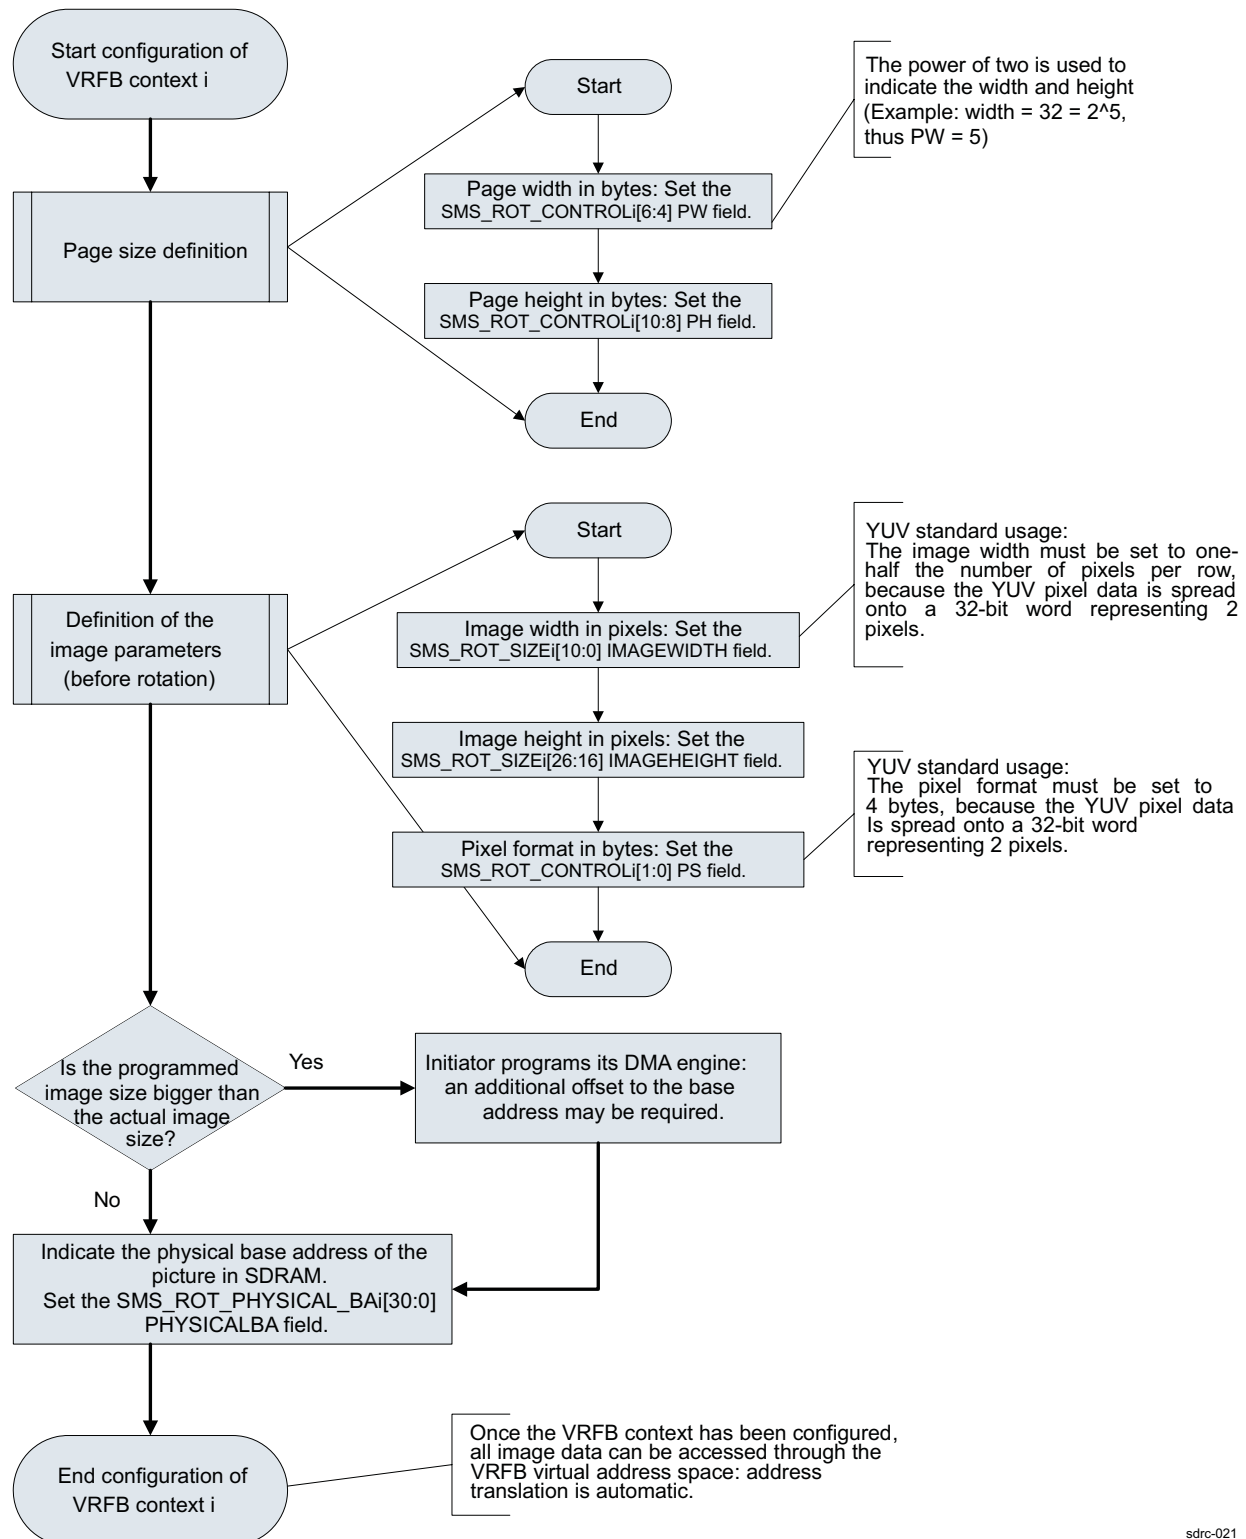 Start configuration of
VRFB context i
Start
The power of two is used to
indicate the width and height
(Example: width = 32 = 2^5,
thus PW = 5)
Page width in bytes: Set the
SMS_ROT_CONTROLi[6:4] PW field.
Page size definition
Page height in bytes: Set the
SMS_ROT_CONTROLi[10:8] PH field.
End
Start
YUV standard usage:
The image width must be set to one-
half the number of pixels per row,
because the YUV pixel data is spread
onto a 32-bit word representing 2
pixels.
Definition of the
image parameters
(before rotation)
Image width in pixels: Set the
SMS_ROT_SIZEi[10:0] IMAGEWIDTH field.
Image height in pixels: Set the
SMS_ROT_SIZEi[26:16] IMAGEHEIGHT field.
YUV standard usage:
The pixel format must be set to
4 bytes, because the YUV pixel data
Is spread onto a 32-bit word
representing 2 pixels.
Pixel format in bytes: Set the
SMS_ROT_CONTROLi[1:0] PS field.
End
Is the programmed
image size bigger than
the actual image
size?
Yes
Initiator programs its DMA engine:
an additional offset to the base
address may be required.
No
Indicate the physical base address of the
picture in SDRAM.
Set the SMS_ROT_PHYSICAL_BAi[30:0]
PHYSICALBA field.
End configuration of
VRFB context i
Once the VRFB context has been configured,
all image data can be accessed through the
VRFB virtual address space: address
translation is automatic.
sdrc-021